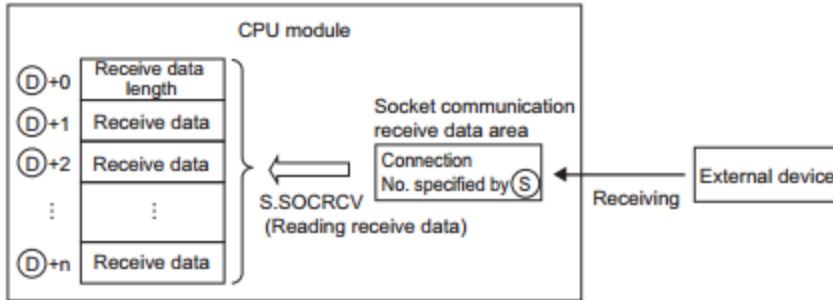 CPU module
D+0
Receive data
length
D+1
Receive data
D+2
Receive data
⋮
⋮
D+n
Receive data
S.SOCRCV
(Reading receive data)
Socket communication
receive data area
Connection
No. specified by S
Receiving
External device